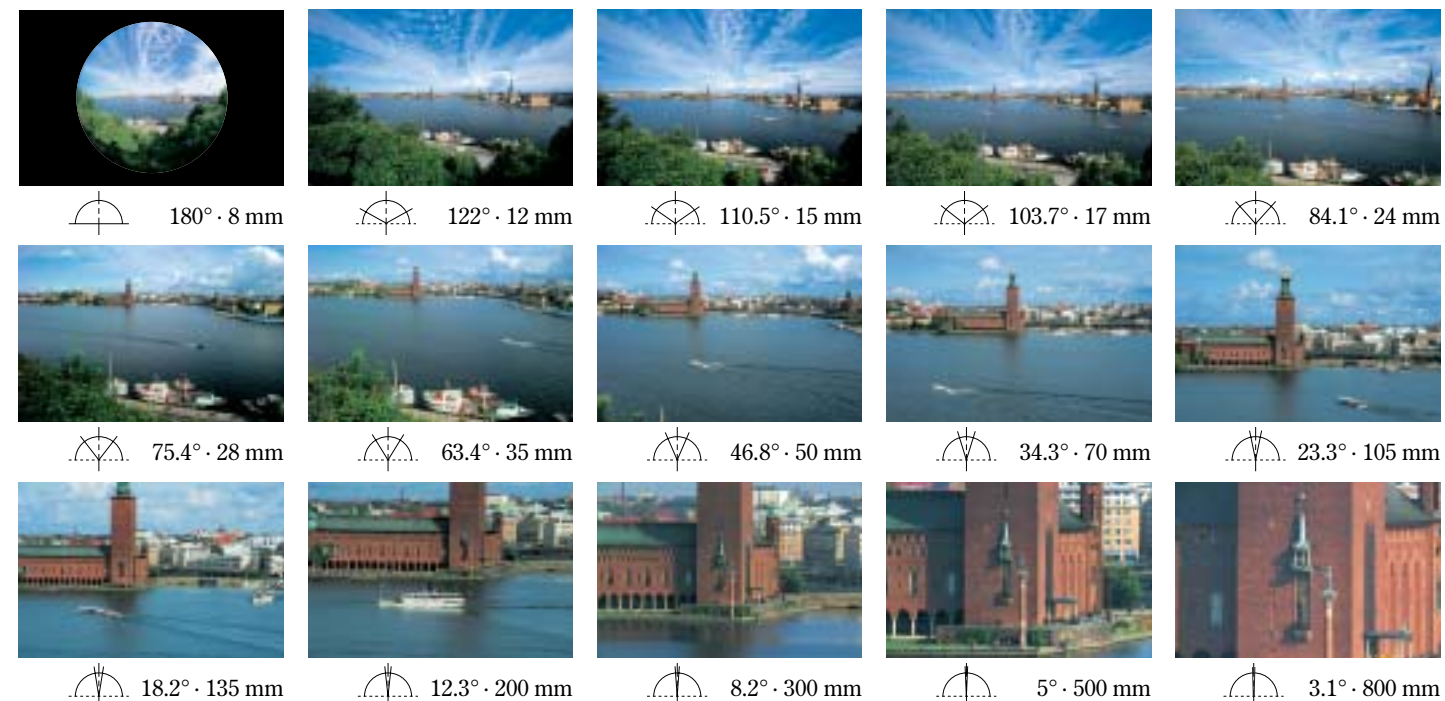 180° · 8 mm
122° · 12 mm
110.5° · 15 mm
103.7° · 17 mm
84.1° · 24 mm
75.4° · 28 mm
63.4° · 35 mm
46.8° · 50 mm
34.3° · 70 mm
23.3° · 105 mm
18.2° · 135 mm
12.3° · 200 mm
8.2° · 300 mm
5° · 500 mm
3.1° · 800 mm